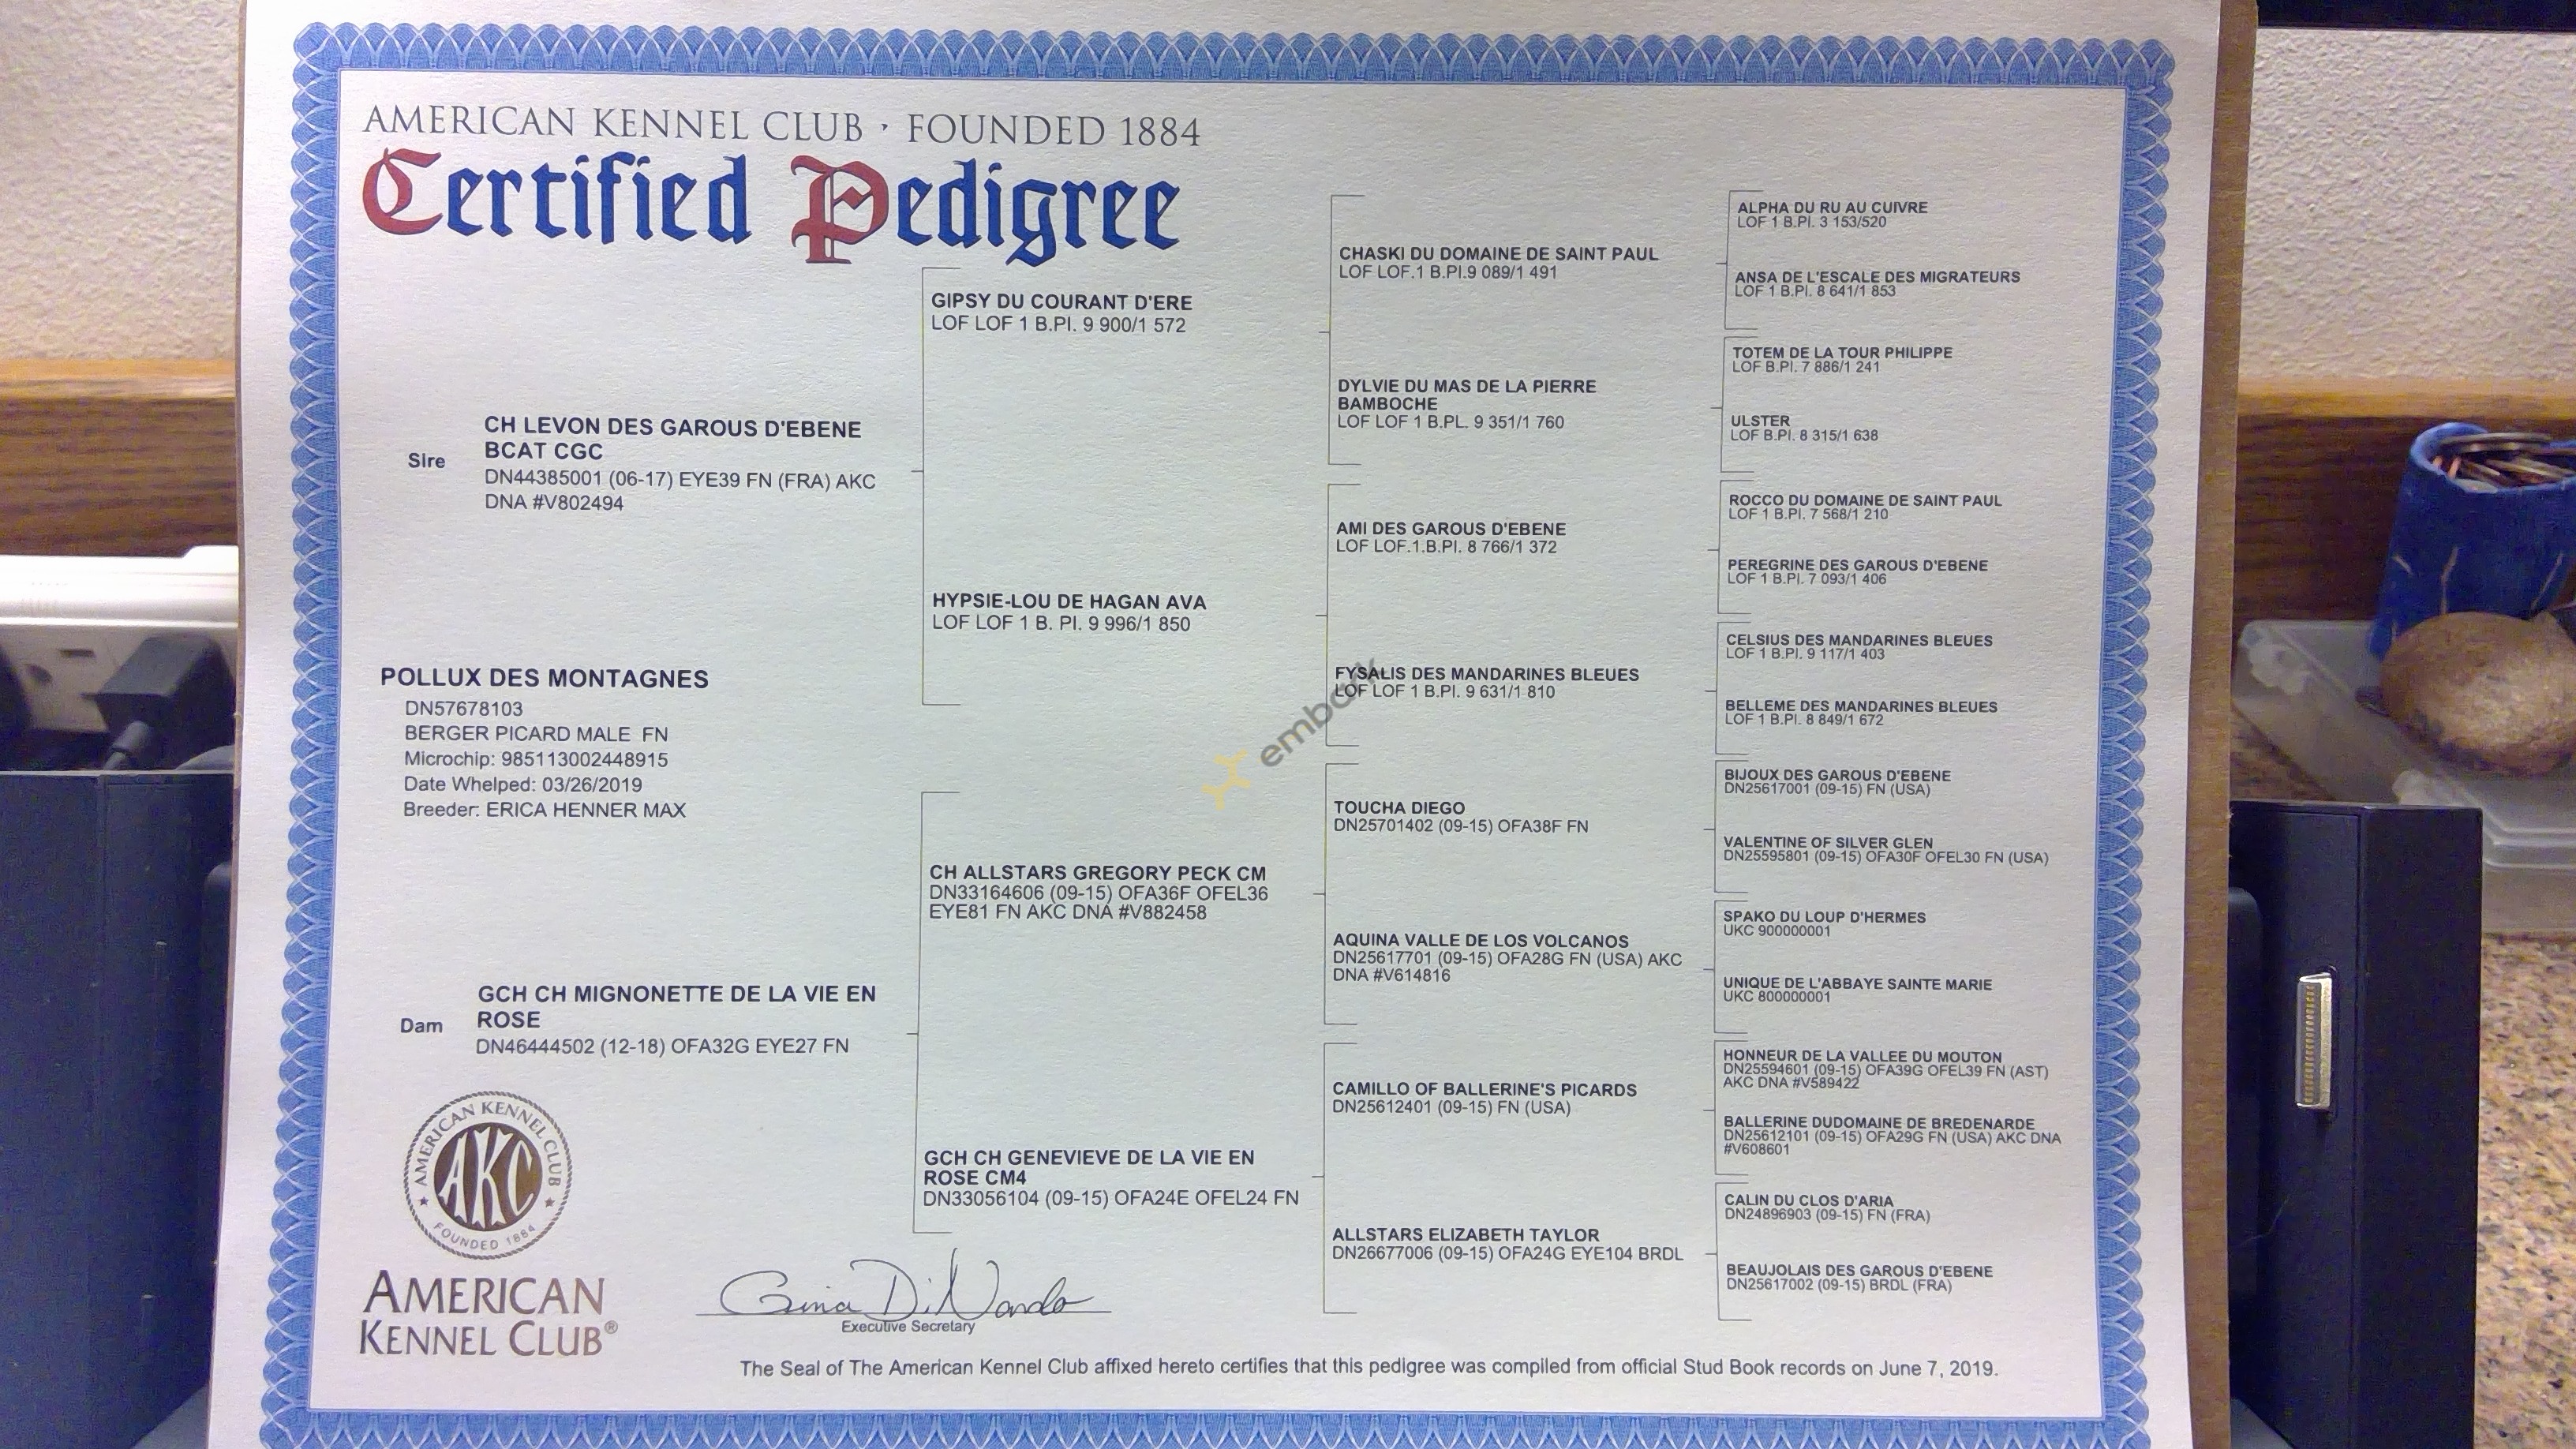 AMERICAN KENNEL CLUB · FOUNDED 1884
Certified Pedigree
Sire
CH LEVON DES GAROUS D'EBENE
BCAT CGC
DN44385001 (06-17) EYE39 FN (FRA) AKC
DNA #V802494
POLLUX DES MONTAGNES
DN57678103
BERGER PICARD MALE FN
Microchip: 985113002448915
Date Whelped: 03/26/2019
Breeder: ERICA HENNER MAX
Dam
GCH CH MIGNONETTE DE LA VIE EN
ROSE
DN46444502 (12-18) OFA32G EYE27 FN
GIPSY DU COURANT D'ERE
LOF LOF 1 B.PI. 9 900/1 572
HYPSIE-LOU DE HAGAN AVA
LOF LOF 1 B. PI. 9 996/1 850
CH ALLSTARS GREGORY PECK CM
DN33164606 (09-15) OFA36F OFEL36
EYE81 FN AKC DNA #V882458
GCH CH GENEVIEVE DE LA VIE EN
ROSE CM4
DN33056104 (09-15) OFA24E OFEL24 FN
CHASKI DU DOMAINE DE SAINT PAUL
LOF LOF.1 B.PI.9 089/1 491
DYLVIE DU MAS DE LA PIERRE
BAMBOCHE
LOF LOF 1 B.PL. 9 351/1 760
AMI DES GAROUS D'EBENE
LOF LOF.1.B.PI. 8 766/1 372
FYSALIS DES MANDARINES BLEUES
LOF LOF 1 B.PI. 9 631/1 810
TOUCHA DIEGO
DN25701402 (09-15) OFA38F FN
AQUINA VALLE DE LOS VOLCANOS
DN25617701 (09-15) OFA28G FN (USA) AKC
DNA #V614816
CAMILLO OF BALLERINE'S PICARDS
DN25612401 (09-15) FN (USA)
ALLSTARS ELIZABETH TAYLOR
DN26677006 (09-15) OFA24G EYE104 BRDL
ALPHA DU RU AU CUIVRE
LOF 1 B.PI. 3 153/520
ANSA DE L'ESCALE DES MIGRATEURS
LOF 1 B.PI. 8 641/1 853
TOTEM DE LA TOUR PHILIPPE
LOF B.PI. 7 886/1 241
ULSTER
LOF B.PI. 8 315/1 638
ROCCO DU DOMAINE DE SAINT PAUL
LOF 1 B.PI. 7 568/1 210
PEREGRINE DES GAROUS D'EBENE
LOF 1 B.PI. 7 093/1 406
CELSIUS DES MANDARINES BLEUES
LOF 1 B.PI. 9 117/1 403
BELLEME DES MANDARINES BLEUES
LOF 1 B.PI. 8 849/1 672
BIJOUX DES GAROUS D'EBENE
DN25617001 (09-15) FN (USA)
VALENTINE OF SILVER GLEN
DN25595801 (09-15) OFA30F OFEL30 FN (USA)
SPAKO DU LOUP D'HERMES
UKC 900000001
UNIQUE DE L'ABBAYE SAINTE MARIE
UKC 800000001
HONNEUR DE LA VALLEE DU MOUTON
DN25594601 (09-15) OFA39G OFEL39 FN (AST)
AKC DNA #V589422
BALLERINE DUDOMAINE DE BREDENARDE
DN25612101 (09-15) OFA29G FN (USA) AKC DNA
#V608601
CALIN DU CLOS D'ARIA
DN24896903 (09-15) FN (FRA)
BEAUJOLAIS DES GAROUS D'EBENE
DN25617002 (09-15) BRDL (FRA)
embark
AMERICAN KENNEL CLUB
AKC
FOUNDED 1884
AMERICAN
KENNEL CLUB®
Gina DiNardo
Executive Secretary
The Seal of The American Kennel Club affixed hereto certifies that this pedigree was compiled from official Stud Book records on June 7, 2019.